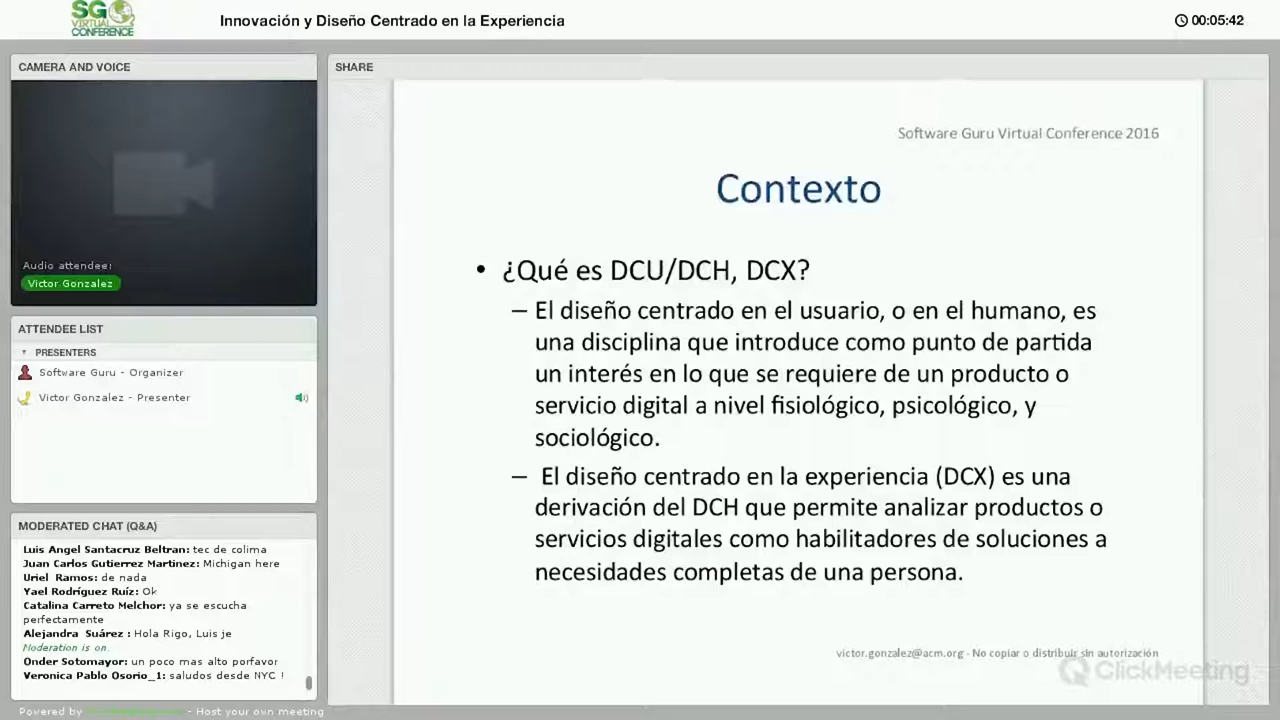 SG
VIRTUAL
CONFERENCE
Innovación y Diseño Centrado en la Experiencia
00:05:42
CAMERA AND VOICE
Audio attendee:
Victor Gonzalez
ATTENDEE LIST
PRESENTERS
Software Guru - Organizer
Victor Gonzalez - Presenter
MODERATED CHAT (Q&A)
Luis Angel Santacruz Beltran: tec de colima
Juan Carlos Gutierrez Martinez: Michigan here
Uriel Ramos: de nada
Yael Rodríguez Ruíz: Ok
Catalina Carreto Melchor: ya se escucha
perfectamente
Alejandra Suárez : Hola Rigo, Luis je
Moderation is on.
Onder Sotomayor: un poco mas alto porfavor
Veronica Pablo Osorio_1: saludos desde NYC !
Powered by - Host your own meeting
SHARE
Software Guru Virtual Conference 2016
Contexto
• ¿Qué es DCU/DCH, DCX?
– El diseño centrado en el usuario, o en el humano, es
una disciplina que introduce como punto de partida
un interés en lo que se requiere de un producto o
servicio digital a nivel fisiológico, psicológico, y
sociológico.
– El diseño centrado en la experiencia (DCX) es una
derivación del DCH que permite analizar productos o
servicios digitales como habilitadores de soluciones a
necesidades completas de una persona.
victor.gonzalez@acm.org - No copiar o distribuir sin autorización
ClickMeeting